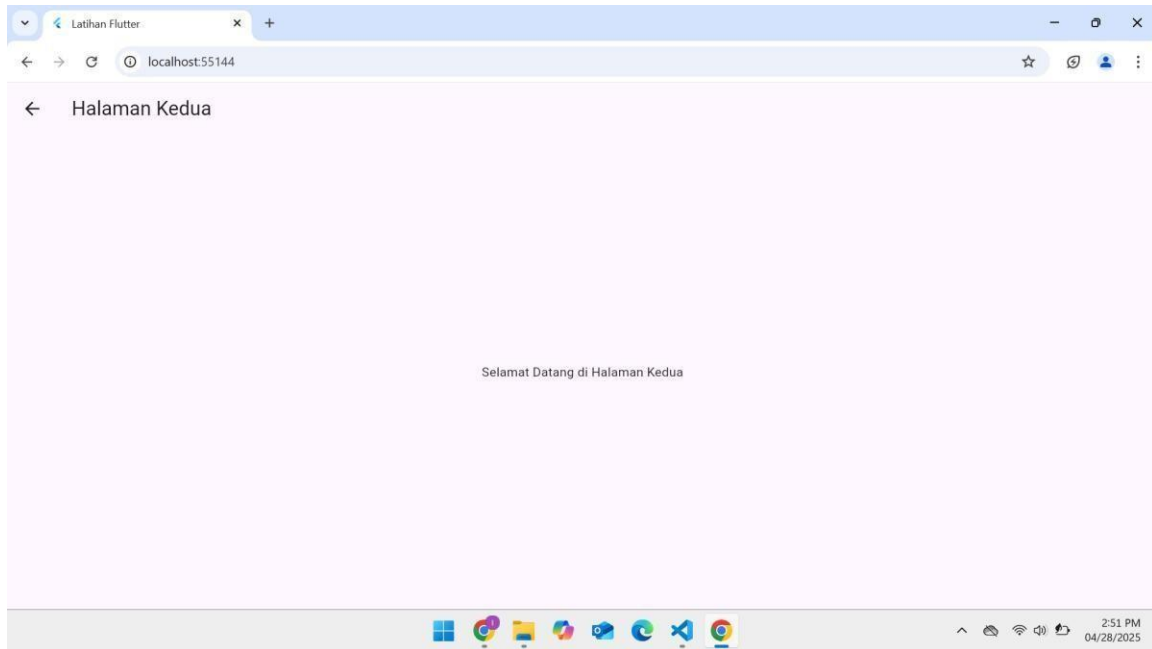 Latihan Flutter
localhost:55144
Halaman Kedua
Selamat Datang di Halaman Kedua
2:51 PM
04/28/2025